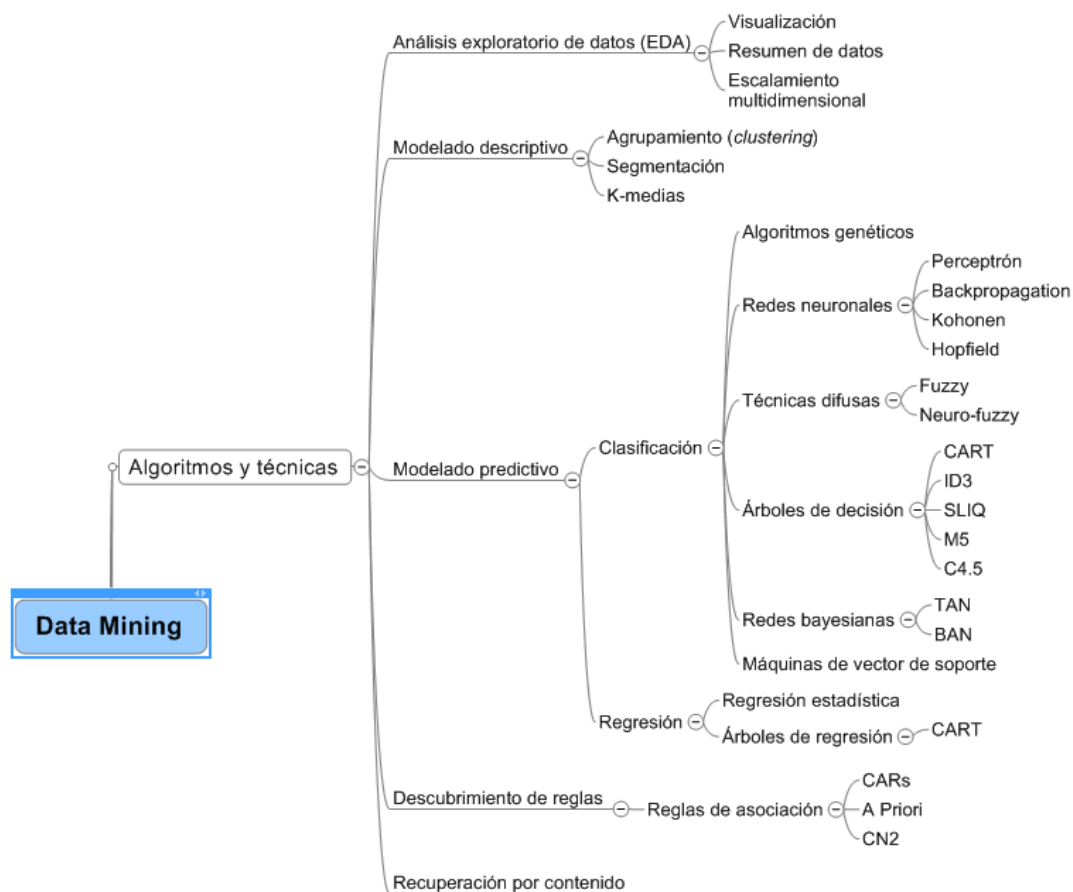 Data Mining
Algoritmos y técnicas
Análisis exploratorio de datos (EDA)
Visualización
Resumen de datos
Escalamiento
multidimensional
Modelado descriptivo
Agrupamiento (clustering)
Segmentación
K-medias
Modelado predictivo
Clasificación
Algoritmos genéticos
Redes neuronales
Perceptrón
Backpropagation
Kohonen
Hopfield
Técnicas difusas
Fuzzy
Neuro-fuzzy
Árboles de decisión
CART
ID3
SLIQ
M5
C4.5
Redes bayesianas
TAN
BAN
Máquinas de vector de soporte
Regresión
Regresión estadística
Árboles de regresión
CART
Descubrimiento de reglas
Reglas de asociación
CARs
A Priori
CN2
Recuperación por contenido